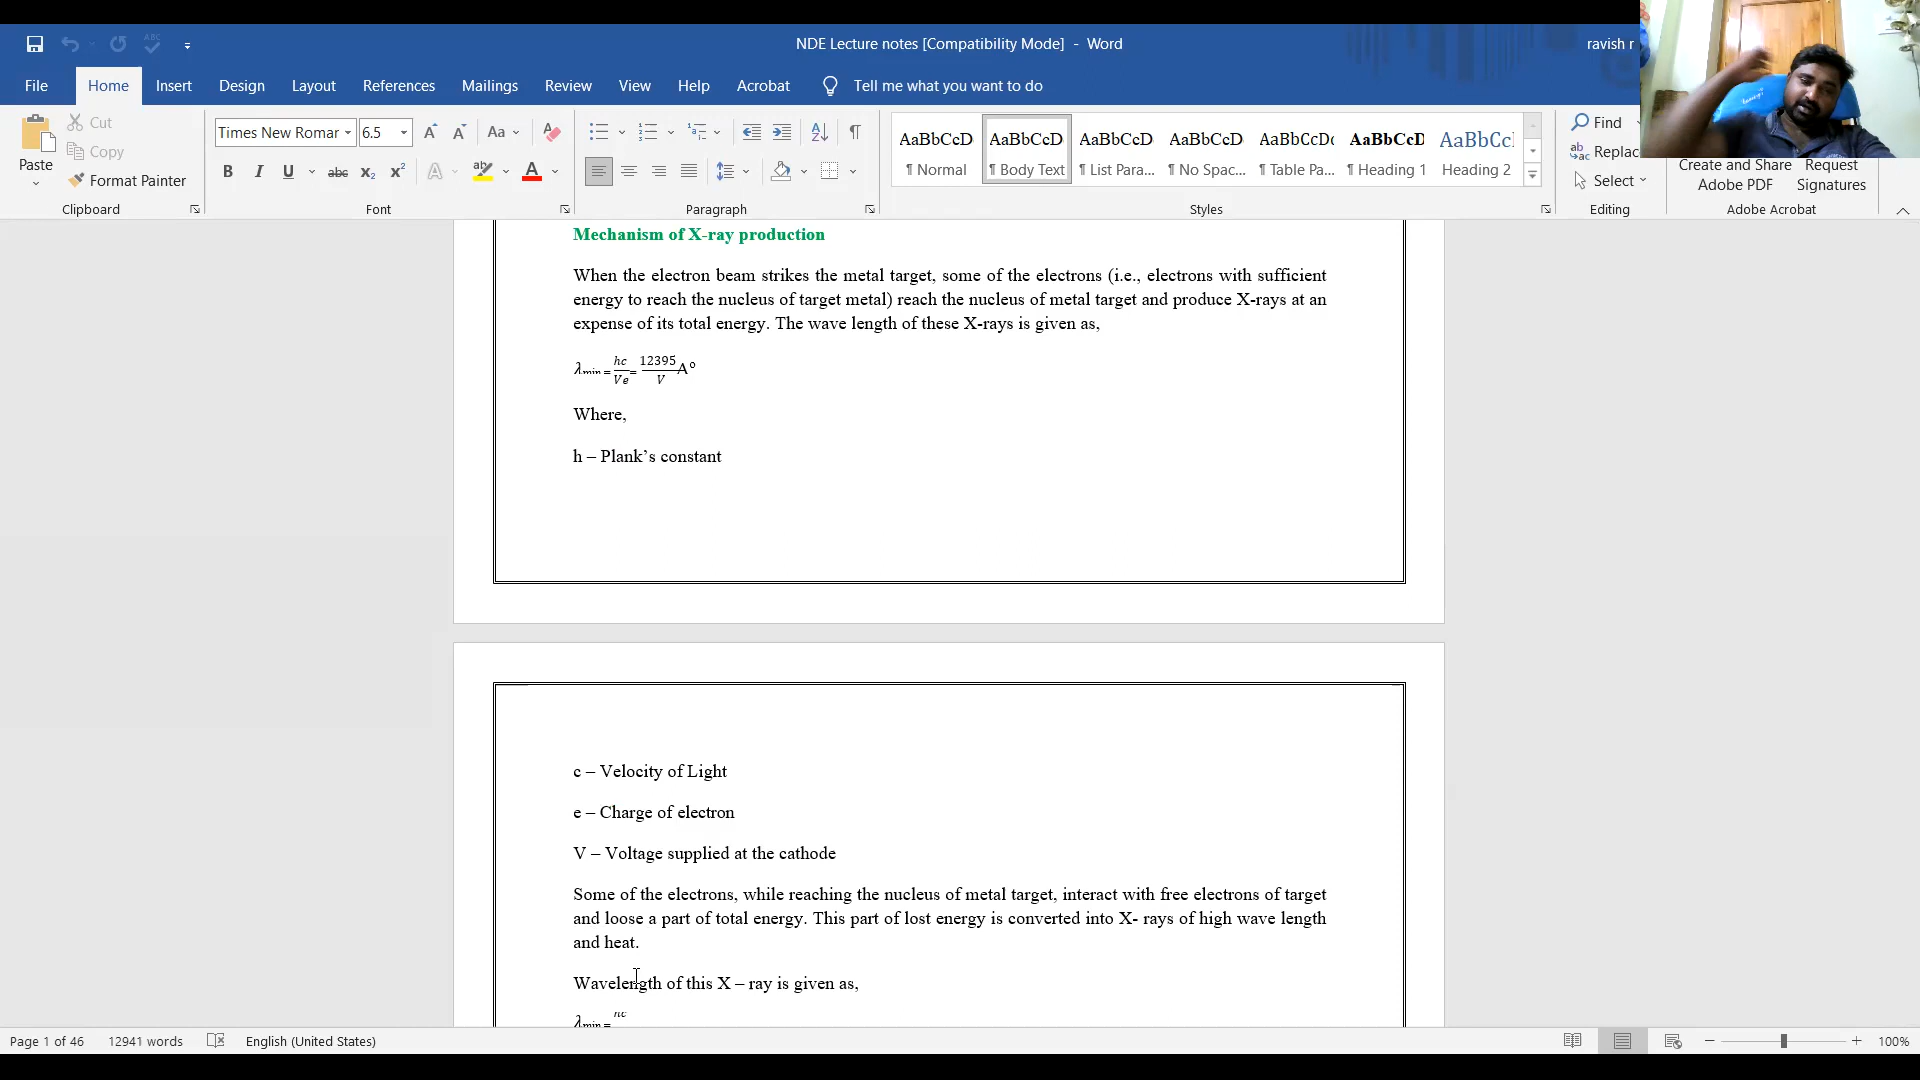 NDE Lecture notes [Compatibility Mode] - Word
ravish r
File Home Insert Design Layout References Mailings Review View Help Acrobat Tell me what you want to do
Paste
Cut
Copy
Format Painter
Clipboard
Times New Roman 6.5
Font
Paragraph
AaBbCcD AaBbCcD AaBbCcD AaBbCcD AaBbCcDc AaBbCcD AaBbCc
¶ Normal ¶ Body Text ¶ List Para... ¶ No Spac... ¶ Table Pa... ¶ Heading 1 Heading 2
Styles
Find
Replac
Select
Editing
Create and Share
Adobe PDF
Request
Signatures
Adobe Acrobat
Mechanism of X-ray production
When the electron beam strikes the metal target, some of the electrons (i.e., electrons with sufficient
energy to reach the nucleus of target metal) reach the nucleus of metal target and produce X-rays at an
expense of its total energy. The wave length of these X-rays is given as,
λmin = hc/Ve = 12395/V A°
Where,
h – Plank’s constant
c – Velocity of Light
e – Charge of electron
V – Voltage supplied at the cathode
Some of the electrons, while reaching the nucleus of metal target, interact with free electrons of target
and loose a part of total energy. This part of lost energy is converted into X- rays of high wave length
and heat.
Wavelength of this X – ray is given as,
λmin = hc
Page 1 of 46 12941 words English (United States) 100%